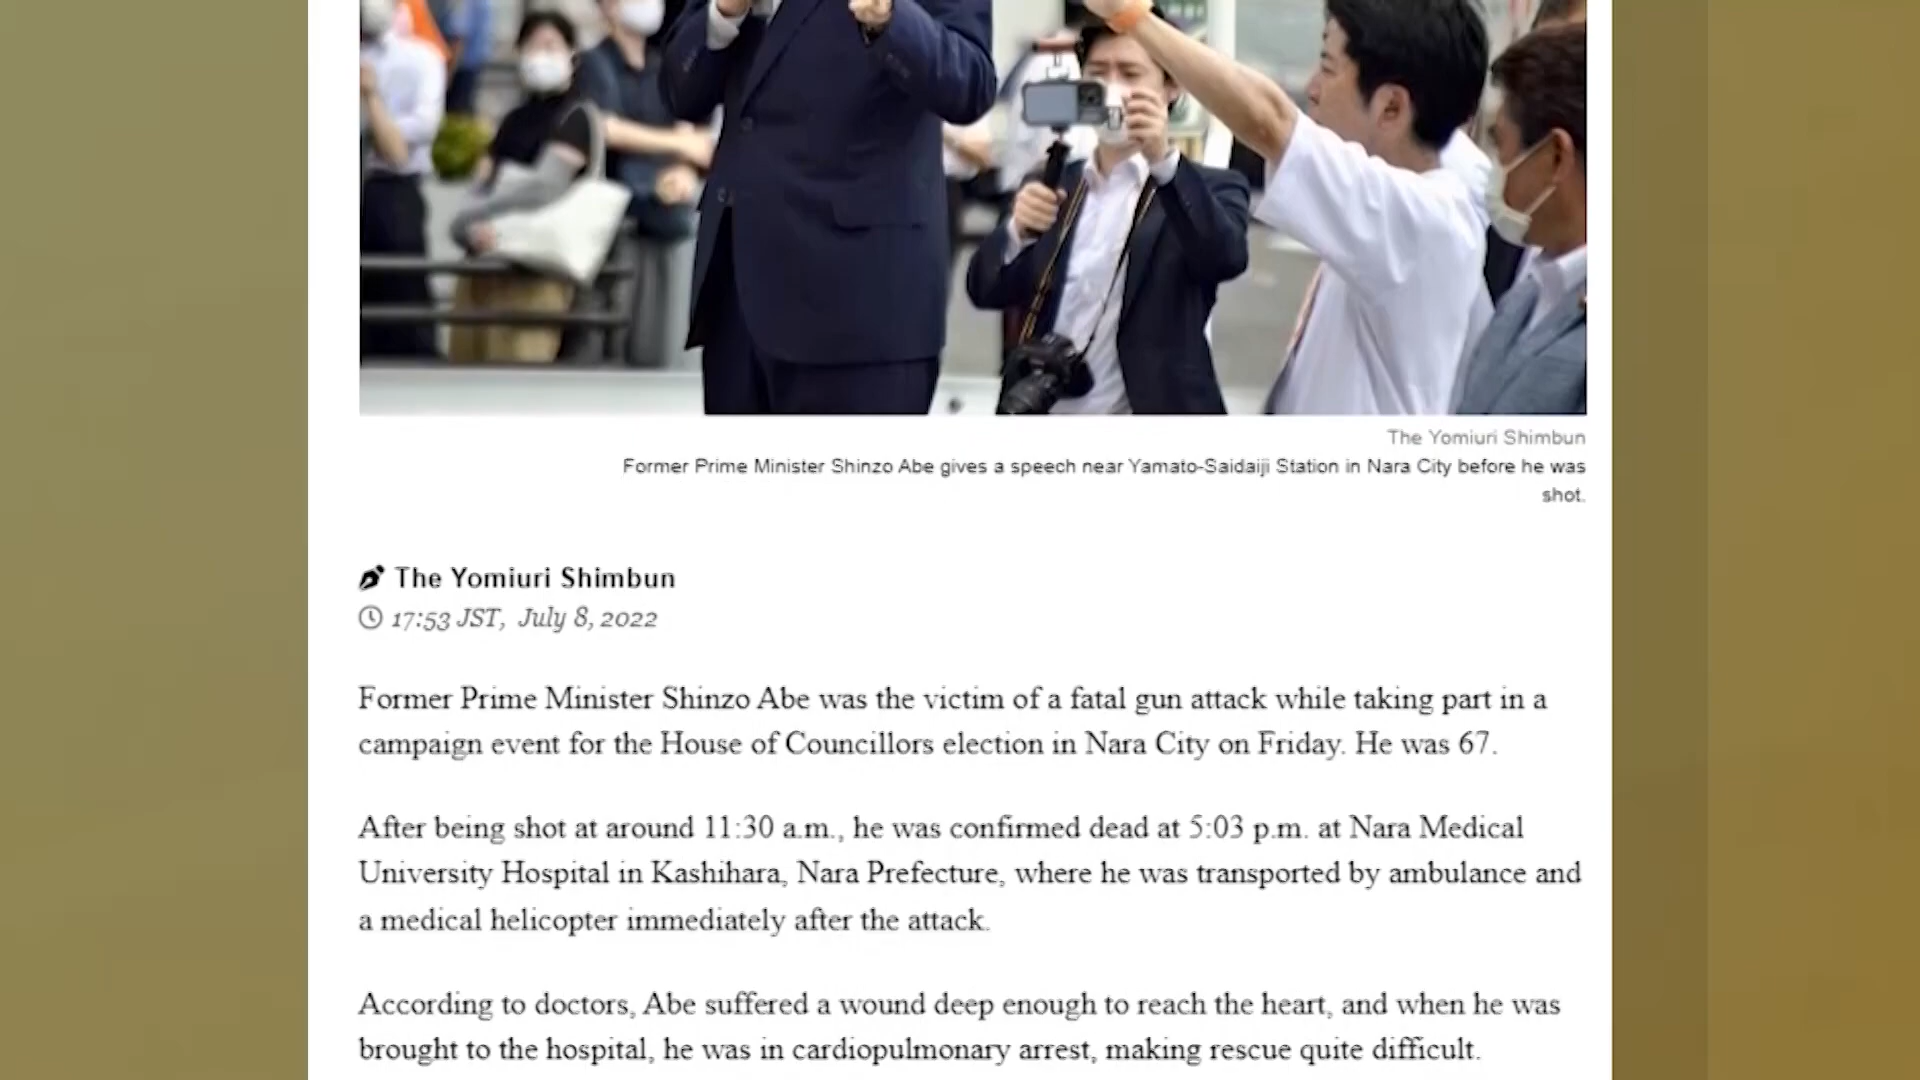 The Yomiuri Shimbun
Former Prime Minister Shinzo Abe gives a speech near Yamato-Saidaiji Station in Nara City before he was
shot.
The Yomiuri Shimbun
17:53 JST, July 8, 2022
Former Prime Minister Shinzo Abe was the victim of a fatal gun attack while taking part in a
campaign event for the House of Councillors election in Nara City on Friday. He was 67.
After being shot at around 11:30 a.m., he was confirmed dead at 5:03 p.m. at Nara Medical
University Hospital in Kashihara, Nara Prefecture, where he was transported by ambulance and
a medical helicopter immediately after the attack.
According to doctors, Abe suffered a wound deep enough to reach the heart, and when he was
brought to the hospital, he was in cardiopulmonary arrest, making rescue quite difficult.